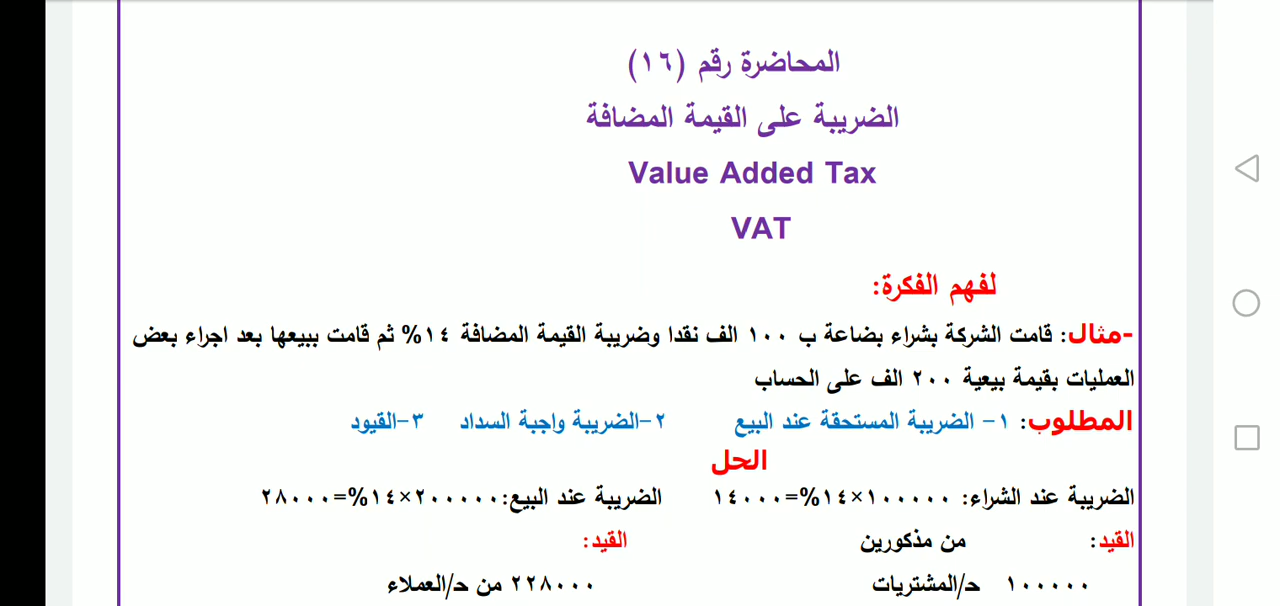 المحاضرة رقم (١٦)
الضريبة على القيمة المضافة
Value Added Tax
VAT
لفهم الفكرة:
-مثال: قامت الشركة بشراء بضاعة ب ١٠٠ الف نقدا وضريبة القيمة المضافة ١٤% ثم قامت ببيعها بعد اجراء بعض
العمليات بقيمة بيعية ٢٠٠ الف على الحساب
المطلوب: ١- الضريبة المستحقة عند البيع ٢-الضريبة واجبة السداد ٣-القيود
الحل
الضريبة عند الشراء: ١٠٠٠٠٠×١٤%=١٤٠٠٠ الضريبة عند البيع:٢٠٠٠٠٠×١٤%=٢٨٠٠٠
القيد: من مذكورين القيد:
١٠٠٠٠٠ حـ/المشتريات ٢٢٨٠٠٠ من حـ/العملاء